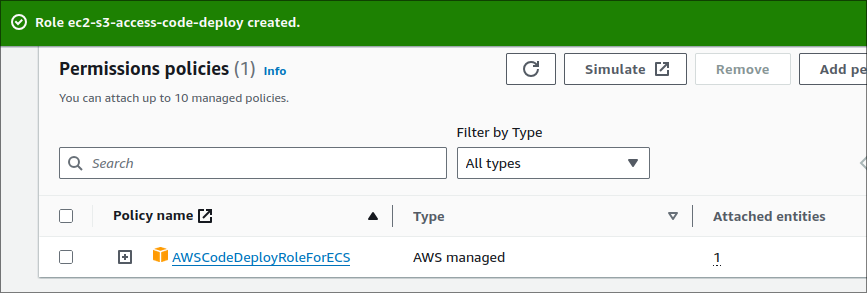 Role ec2-s3-access-code-deploy created.
Permissions policies (1) Info
Simulate
Remove
Add pe
You can attach up to 10 managed policies.
Filter by Type
Search
All types
Policy name
Type
Attached entities
AWSCodeDeployRoleForECS
AWS managed
1